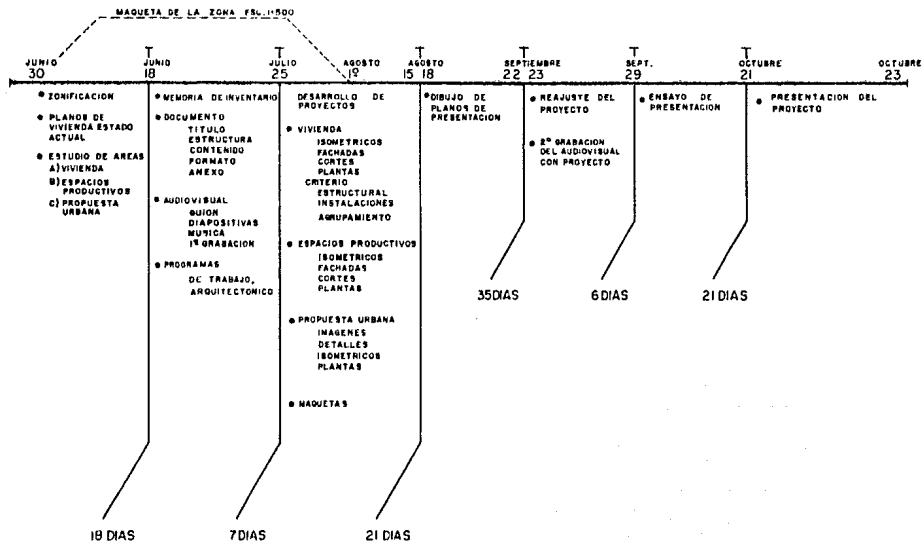 MAQUETA DE LA ZONA ESC. 1:500
JUNIO
30
JUNIO
18
JULIO
25
AGOSTO
1º
AGOSTO
15 18
SEPTIEMBRE
22 23
SEPT.
29
OCTUBRE
21
OCTUBRE
23
ZONIFICACION
PLANOS DE
VIVIENDA ESTADO
ACTUAL
ESTUDIO DE AREAS
A) VIVIENDA
B) ESPACIOS
PRODUCTIVOS
C) PROPUESTA
URBANA
MEMORIA DE INVENTARIO
DOCUMENTO
TITULO
ESTRUCTURA
CONTENIDO
FORMATO
ANEXO
AUDIOVISUAL
GUION
DIAPOSITIVAS
MUSICA
1ª GRABACION
PROGRAMAS
DE TRABAJO,
ARQUITECTONICO
DESARROLLO DE
PROYECTOS
VIVIENDA
ISOMETRICOS
FACHADAS
CORTES
PLANTAS
CRITERIO
ESTRUCTURAL
INSTALACIONES
AGRUPAMIENTO
ESPACIOS PRODUCTIVOS
ISOMETRICOS
FACHADAS
CORTES
PLANTAS
PROPUESTA URBANA
IMAGENES
DETALLES
ISOMETRICOS
PLANTAS
MAQUETAS
DIBUJO DE
PLANOS DE
PRESENTACION
REAJUSTE DEL
PROYECTO
2ª GRABACION
DEL AUDIOVISUAL
CON PROYECTO
ENSAYO DE
PRESENTACION
PRESENTACION DEL
PROYECTO
18 DIAS
7 DIAS
21 DIAS
35 DIAS
6 DIAS
21 DIAS